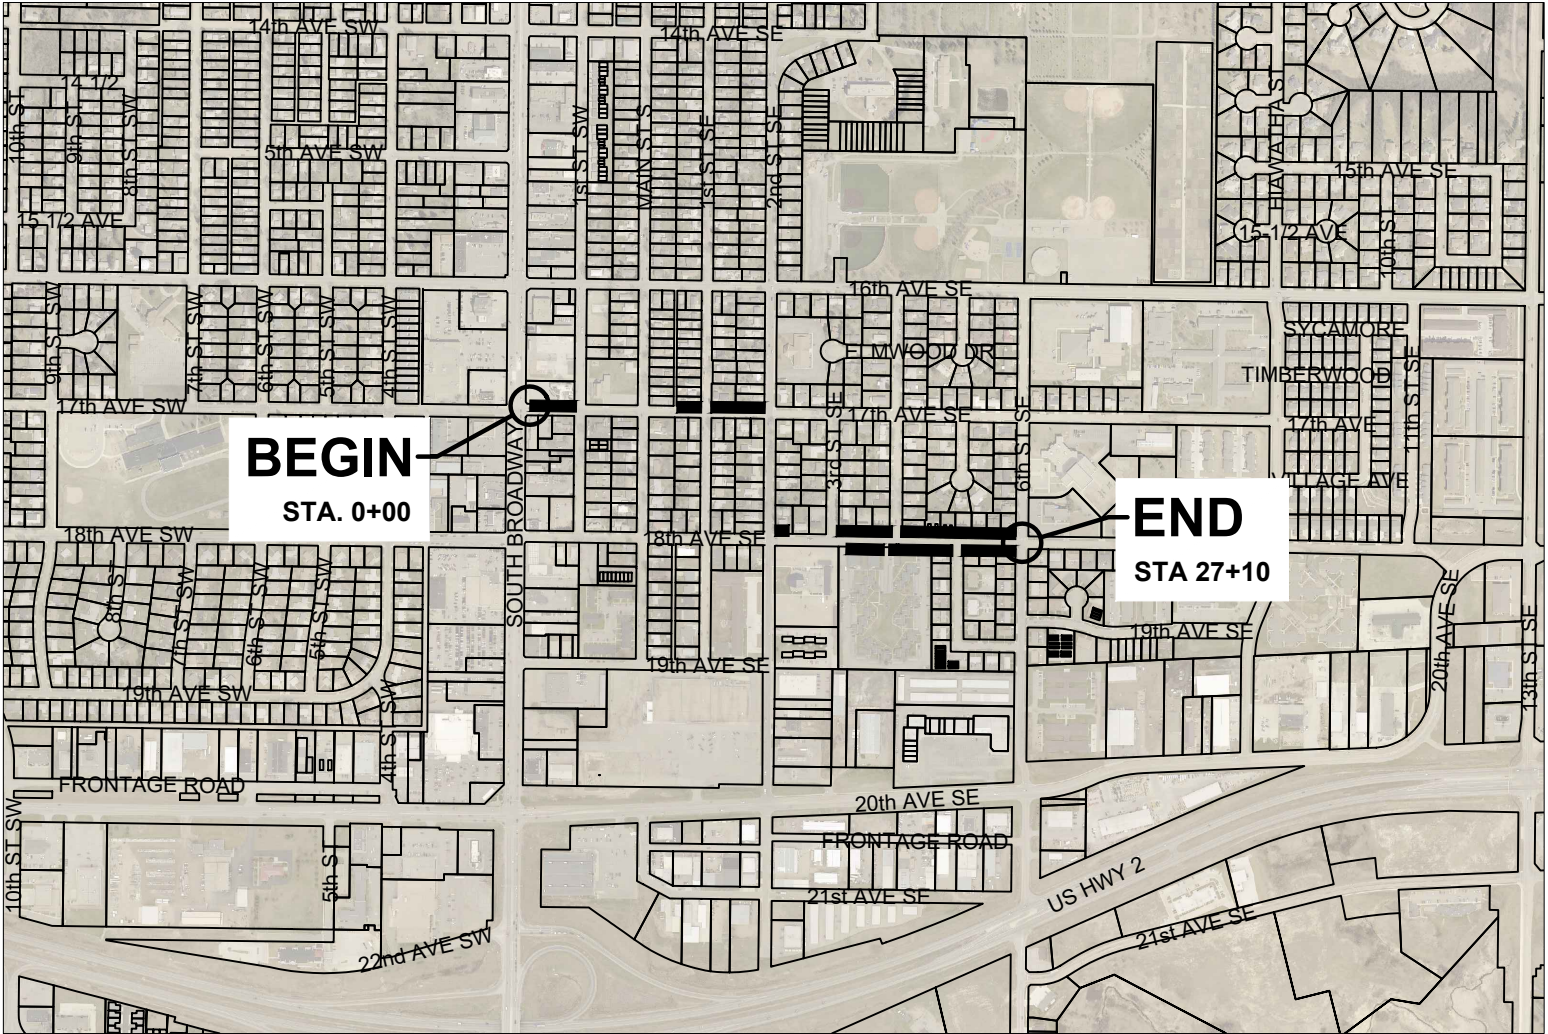 14th AVE SW
14th AVE SE
14 1/2
10th ST
9th ST
8th S SW
5th AVE SW
1st ST SW
MAIN ST S
1st ST SE
2nd ST SE
HAWATHA ST
15th AVE SE
15 1/2 AVE
15-1/2 AVE
10th ST
16th AVE SE
9th ST SW
7th ST SW
6th ST SW
5th ST SW
4th ST SW
ELMWOOD DR
SYCAMORE
TIMBERWOOD
11th ST SE
17th AVE SW
17th AVE SE
17th AVE
BEGIN
STA. 0+00
SOUTH BROADWAY
3rd S SE
6th ST SE
VILLAGE AVE
END
STA 27+10
18th AVE SW
18th AVE SE
8th ST
7th ST SW
6th ST SW
5th ST SW
19th AVE SE
20th AVE SE
13th ST SE
19th AVE SW
19th AVE SE
4th ST SW
FRONTAGE ROAD
20th AVE SE
FRONTAGE ROAD
10th ST SW
5th ST
US HWY 2
21st AVE SE
21st AVE SE
22nd AVE SW